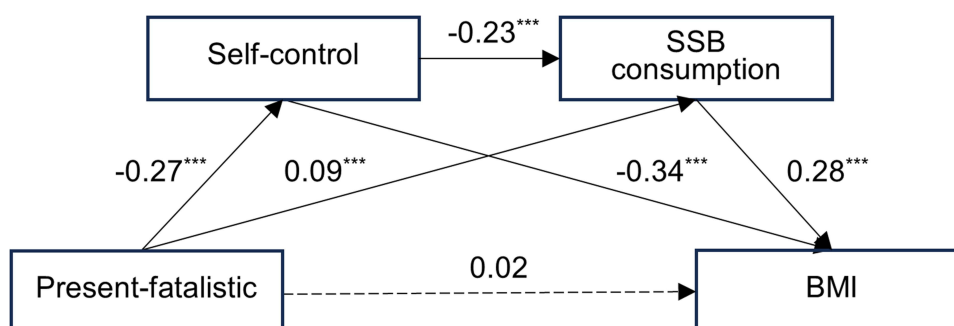 -0.23***
Self-control
SSB
consumption
-0.27***
0.09***
-0.34***
0.28***
0.02
Present-fatalistic
BMI